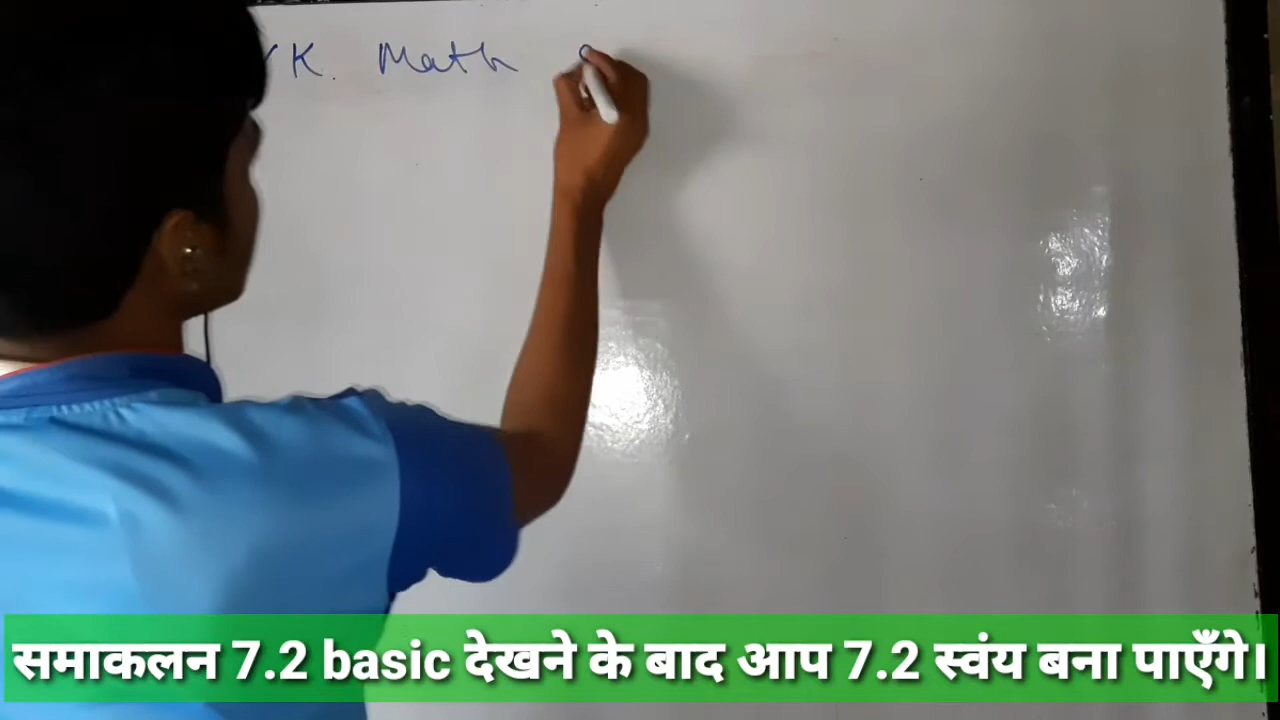 K. Math
समाकलन 7.2 basic देखने के बाद आप 7.2 स्वंय बना पाएँगे।